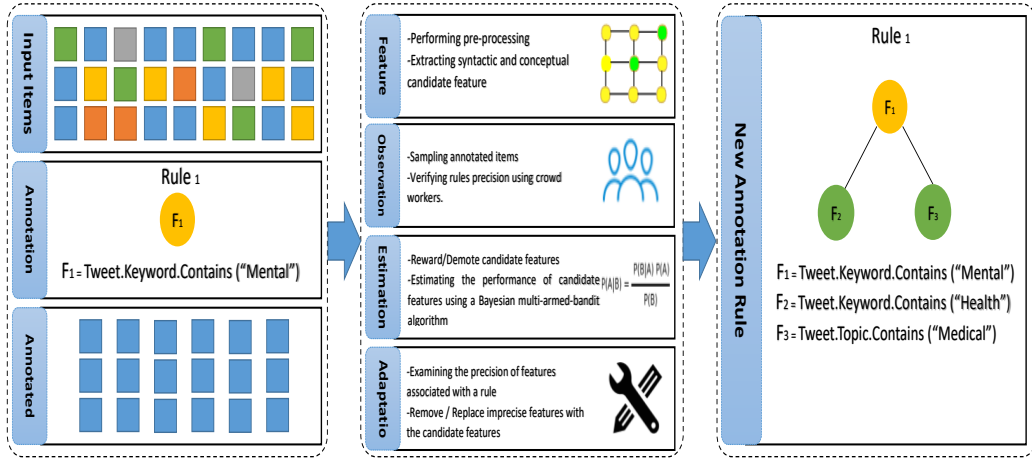 Input Items
Annotation
Rule 1
F1
F1 = Tweet.Keyword.Contains (“Mental”)
Annotated
Feature
-Performing pre-processing
-Extracting syntactic and conceptual
candidate feature
Observation
-Sampling annotated items
-Verifying rules precision using crowd
workers.
Estimation
-Reward/Demote candidate features
-Estimating the performance of candidate
features using a Bayesian multi-armed-bandit
algorithm
P(A|B) = P(B|A) P(A)
P(B)
Adaptatio
-Examining the precision of features
associated with a rule
-Remove / Replace imprecise features with
the candidate features
New Annotation Rule
Rule 1
F1
F2
F3
F1 = Tweet.Keyword.Contains (“Mental”)
F2 = Tweet.Keyword.Contains (“Health”)
F3 = Tweet.Topic.Contains (“Medical”)